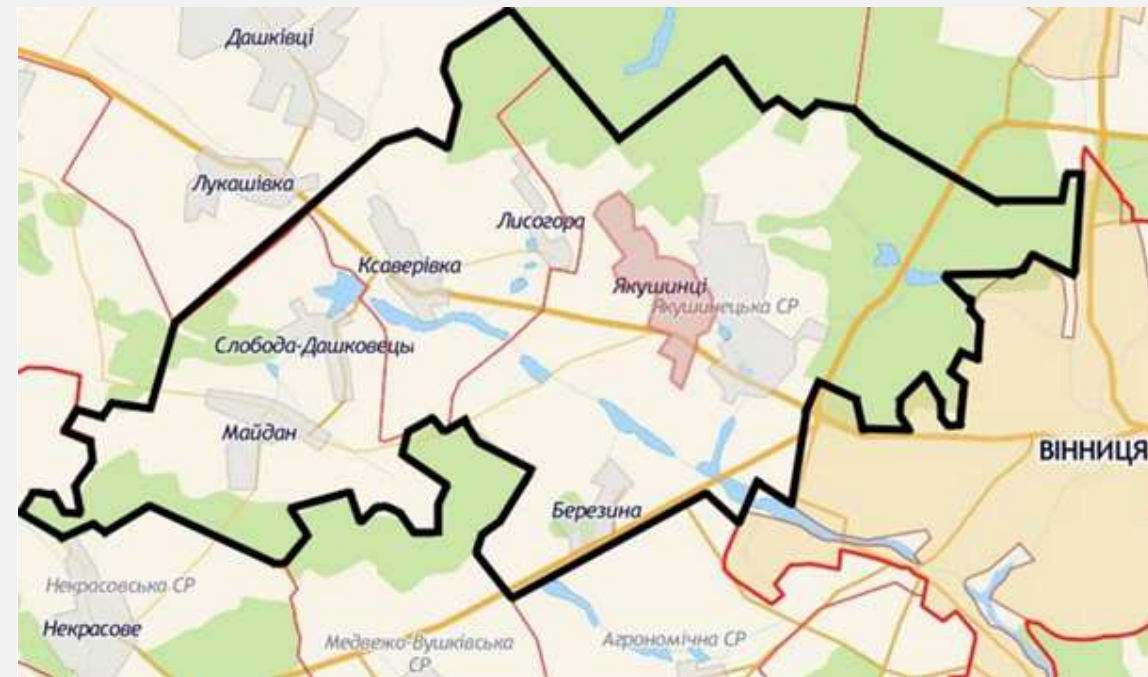 Дашківці
Лукашівка
Лисогора
Ксаверівка
Якушинці
Якушинецька СР
Слобода-Дашковецы
Майдан
ВІННИЦЯ
Березина
Некрасовська СР
Некрасове
Медвежо-Вушківська
СР
Агрономічна СР